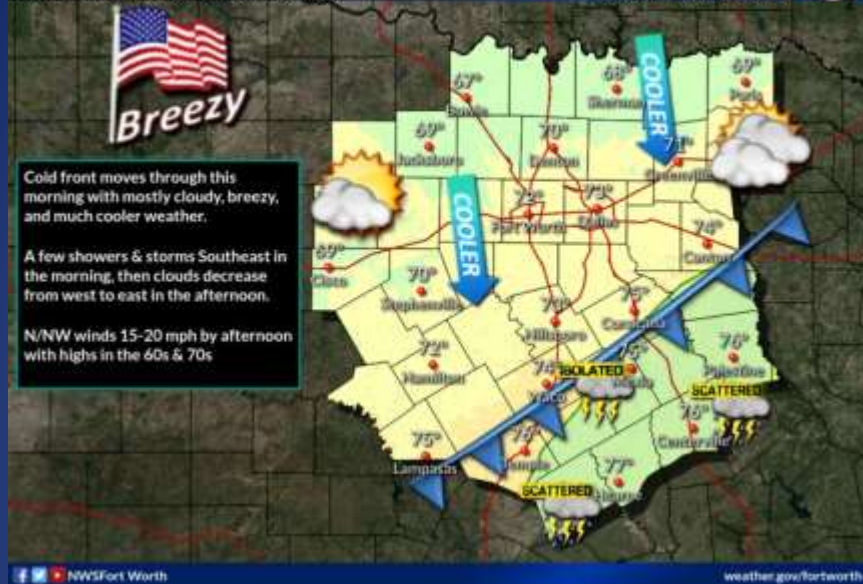 Breezy
Cold front moves through this
morning with mostly cloudy, breezy,
and much cooler weather.
A few showers & storms Southeast in
the morning, then clouds decrease
from west to east in the afternoon.
N/NW winds 15-20 mph by afternoon
with highs in the 60s & 70s
COOLER
COOLER
67°
Bowie
68°
Sherman
69°
Paris
69°
Jacksboro
70°
Denton
71°
Greenville
72°
Fort Worth
73°
Dallas
74°
Canton
69°
Cisco
70°
Stephenville
73°
Hillsboro
75°
Corsicana
72°
Hamilton
74°
Waco
ISOLATED
75°
Mexia
76°
Palestine
SCATTERED
75°
Lampasas
76°
Temple
76°
Centerville
77°
Hearne
SCATTERED
NWSFort Worth
weather.gov/fortworth